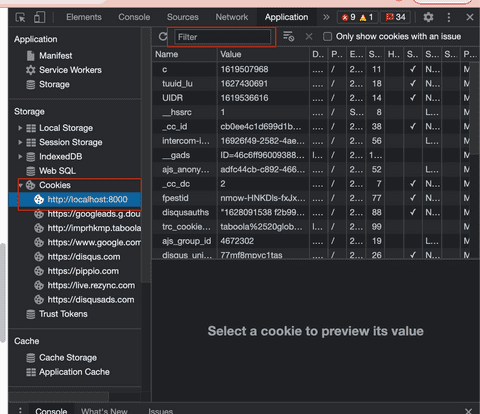 Elements Console Sources Network Application » 9 1 34
Application
Manifest
Service Workers
Storage
Storage
Local Storage
Session Storage
IndexedDB
Web SQL
Cookies
http://localhost:8000
https://googleads.g.dou
https://imprhkmp.taboola
https://www.google.com
https://disqus.com
https://pippio.com
https://live.rezync.com
https://disqusads.com
Trust Tokens
Cache
Cache Storage
Application Cache
Filter Only show cookies with an issue
Name Value D.. P.. E... S... H.. S.. S... S.. P
c 1619507968 .... / 2... 11 ✓ N... M
tuuid_lu 1627430691 .... / 2... 18 ✓ N... M
UIDR 1619536616 .... / 2... 14 ✓ N... M
__hssrc 1 .... / S... 8 L... M
_cc_id cb0ee4c1d699d1b... .... / 2... 38 ✓ N... M
intercom-i... 16926f49-2582-4ae... .... / 2... 56 L... M
__gads ID=46c6ff96009388... .... / 2... 1... M
ajs_anony... adfc44cb-c892-466... .... / 2... 52 L... M
_cc_dc 2 .... / 2... 7 ✓ N... M
fpestid nmow-HNKDls-fxJx... .... / 2... 77 ✓ N... M
disqusauths "1628091538 f2b99... .... / 2... 88 ✓ N... M
trc_cookie... taboola%2520glob... / 2... 99 M
ajs_group_id 4672302 .... / 2... 19 L... M
disqus_uni... 77mf8mpvc1tas .... / 2... 26 ✓ N... M
Select a cookie to preview its value
Console What's New Issues